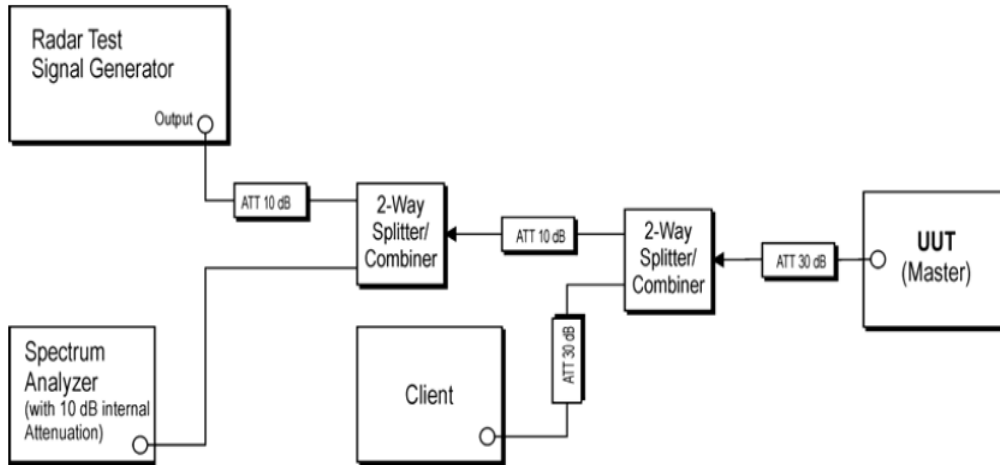 Radar Test
Signal Generator
Output
ATT 10 dB
2-Way
Splitter/
Combiner
ATT 10 dB
2-Way
Splitter/
Combiner
ATT 30 dB
UUT
(Master)
Spectrum
Analyzer
(with 10 dB internal
Attenuation)
Client
ATT 30 dB